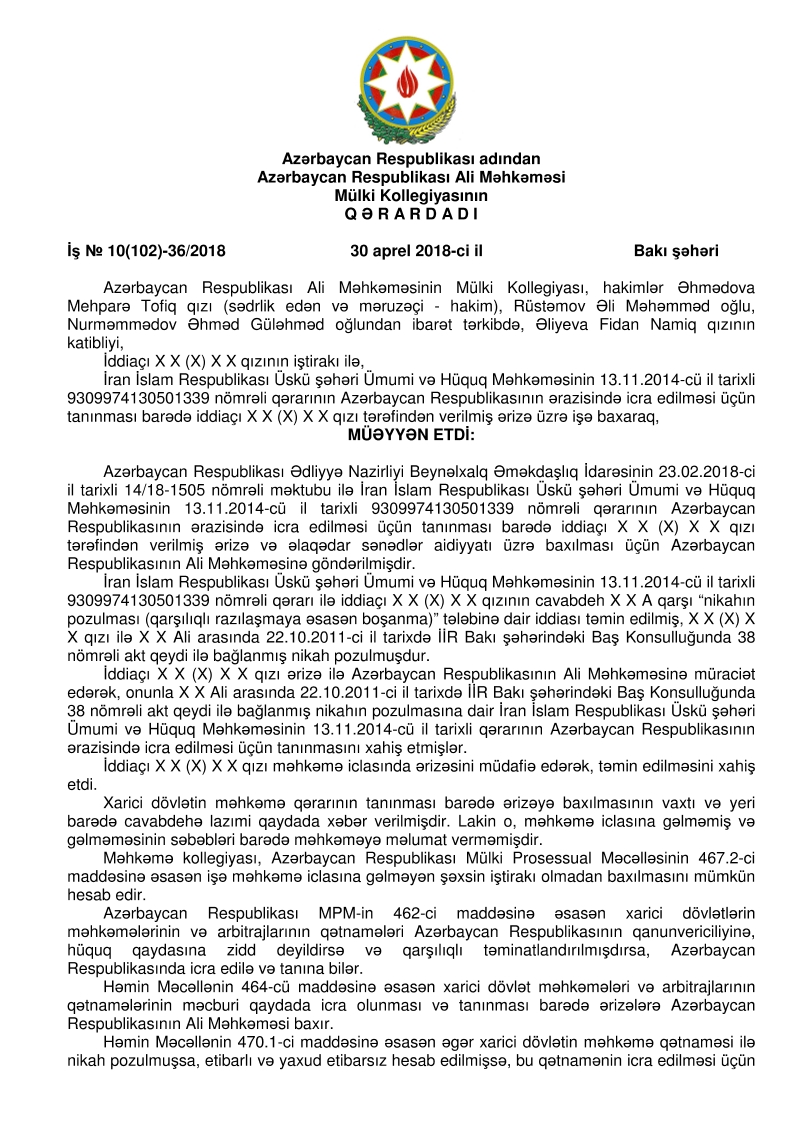 Azərbaycan Respublikası adından
Azərbaycan Respublikası Ali Məhkəməsi
Mülki Kollegiyasının
Q Ə R A R D A D I
İş № 10(102)-36/2018 30 aprel 2018-ci il Bakı şəhəri
Azərbaycan Respublikası Ali Məhkəməsinin Mülki Kollegiyası, hakimlər Əhmədova
Mehparə Tofiq qızı (sədrlik edən və məruzəçi - hakim), Rüstəmov Əli Məhəmməd oğlu,
Nurməmmədov Əhməd Güləhməd oğlundan ibarət tərkibdə, Əliyeva Fidan Namiq qızının
katibliyi,
İddiaçı X X (X) X X qızının iştirakı ilə,
İran İslam Respublikası Üskü şəhəri Ümumi və Hüquq Məhkəməsinin 13.11.2014-cü il tarixli
9309974130501339 nömrəli qərarının Azərbaycan Respublikasının ərazisində icra edilməsi üçün
tanınması barədə iddiaçı X X (X) X X qızı tərəfindən verilmiş ərizə üzrə işə baxaraq,
MÜƏYYƏN ETDİ:
Azərbaycan Respublikası Ədliyyə Nazirliyi Beynəlxalq Əməkdaşlıq İdarəsinin 23.02.2018-ci
il tarixli 14/18-1505 nömrəli məktubu ilə İran İslam Respublikası Üskü şəhəri Ümumi və Hüquq
Məhkəməsinin 13.11.2014-cü il tarixli 9309974130501339 nömrəli qərarının Azərbaycan
Respublikasının ərazisində icra edilməsi üçün tanınması barədə iddiaçı X X (X) X X qızı
tərəfindən verilmiş ərizə və əlaqədar sənədlər aidiyyatı üzrə baxılması üçün Azərbaycan
Respublikasının Ali Məhkəməsinə göndərilmişdir.
İran İslam Respublikası Üskü şəhəri Ümumi və Hüquq Məhkəməsinin 13.11.2014-cü il tarixli
9309974130501339 nömrəli qərarı ilə iddiaçı X X (X) X X qızının cavabdeh X X A qarşı “nikahın
pozulması (qarşılıqlı razılaşmaya əsasən boşanma)” tələbinə dair iddiası təmin edilmiş, X X (X) X
X qızı ilə X X Ali arasında 22.10.2011-ci il tarixdə İİR Bakı şəhərindəki Baş Konsulluğunda 38
nömrəli akt qeydi ilə bağlanmış nikah pozulmuşdur.
İddiaçı X X (X) X X qızı ərizə ilə Azərbaycan Respublikasının Ali Məhkəməsinə müraciət
edərək, onunla X X Ali arasında 22.10.2011-ci il tarixdə İİR Bakı şəhərindəki Baş Konsulluğunda
38 nömrəli akt qeydi ilə bağlanmış nikahın pozulmasına dair İran İslam Respublikası Üskü şəhəri
Ümumi və Hüquq Məhkəməsinin 13.11.2014-cü il tarixli qərarının Azərbaycan Respublikasının
ərazisində icra edilməsi üçün tanınmasını xahiş etmişlər.
İddiaçı X X (X) X X qızı məhkəmə iclasında ərizəsini müdafiə edərək, təmin edilməsini xahiş
etdi.
Xarici dövlətin məhkəmə qərarının tanınması barədə ərizəyə baxılmasının vaxtı və yeri
barədə cavabdehə lazımi qaydada xəbər verilmişdir. Lakin o, məhkəmə iclasına gəlməmiş və
gəlməməsinin səbəbləri barədə məhkəməyə məlumat verməmişdir.
Məhkəmə kollegiyası, Azərbaycan Respublikası Mülki Prosessual Məcəlləsinin 467.2-ci
maddəsinə əsasən işə məhkəmə iclasına gəlməyən şəxsin iştirakı olmadan baxılmasını mümkün
hesab edir.
Azərbaycan Respublikası MPM-in 462-ci maddəsinə əsasən xarici dövlətlərin
məhkəmələrinin və arbitrajlarının qətnamələri Azərbaycan Respublikasının qanunvericiliyinə,
hüquq qaydasına zidd deyildirsə və qarşılıqlı təminatlandırılmışdırsa, Azərbaycan
Respublikasında icra edilə və tanına bilər.
Həmin Məcəllənin 464-cü maddəsinə əsasən xarici dövlət məhkəmələri və arbitrajlarının
qətnamələrinin məcburi qaydada icra olunması və tanınması barədə ərizələrə Azərbaycan
Respublikasının Ali Məhkəməsi baxır.
Həmin Məcəllənin 470.1-ci maddəsinə əsasən əgər xarici dövlətin məhkəmə qətnaməsi ilə
nikah pozulmuşsa, etibarlı və yaxud etibarsız hesab edilmişsə, bu qətnamənin icra edilməsi üçün